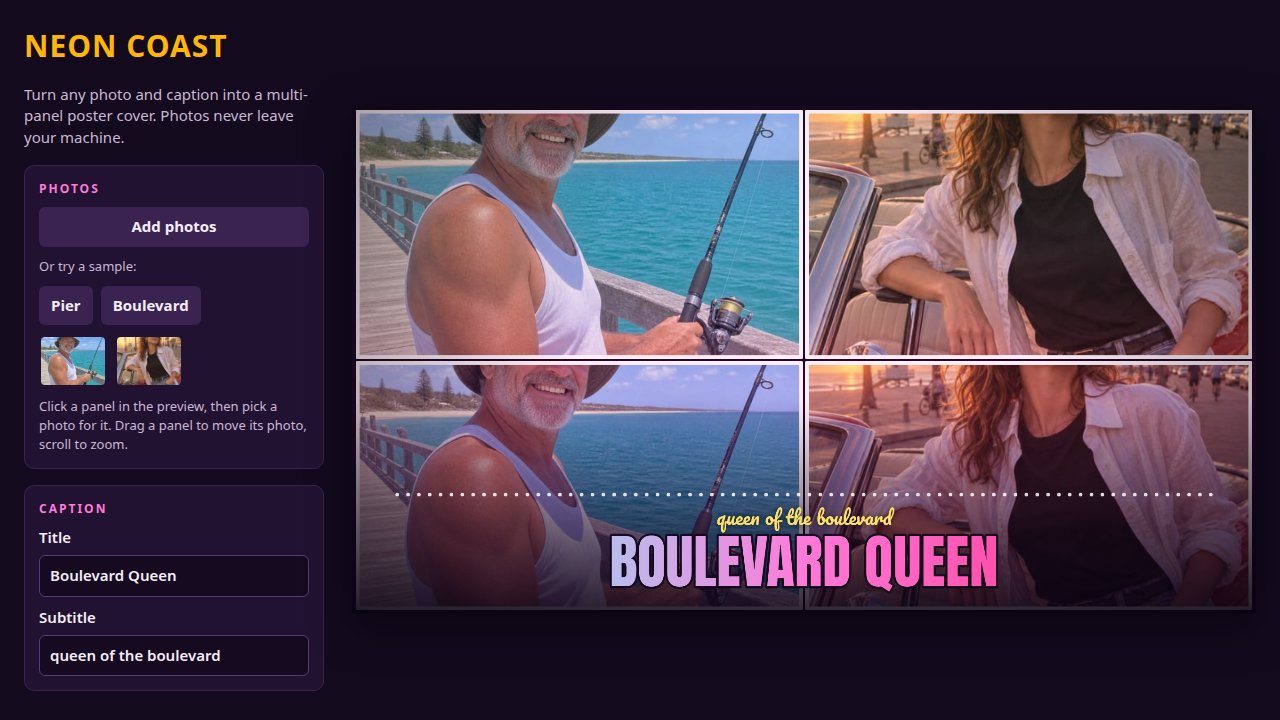 NEON COAST
Turn any photo and caption into a multi-
panel poster cover. Photos never leave
your machine.
PHOTOS
Add photos
Or try a sample:
Pier
Boulevard
Click a panel in the preview, then pick a
photo for it. Drag a panel to move its photo,
scroll to zoom.
CAPTION
Title
Boulevard Queen
Subtitle
queen of the boulevard
queen of the boulevard
BOULEVARD QUEEN